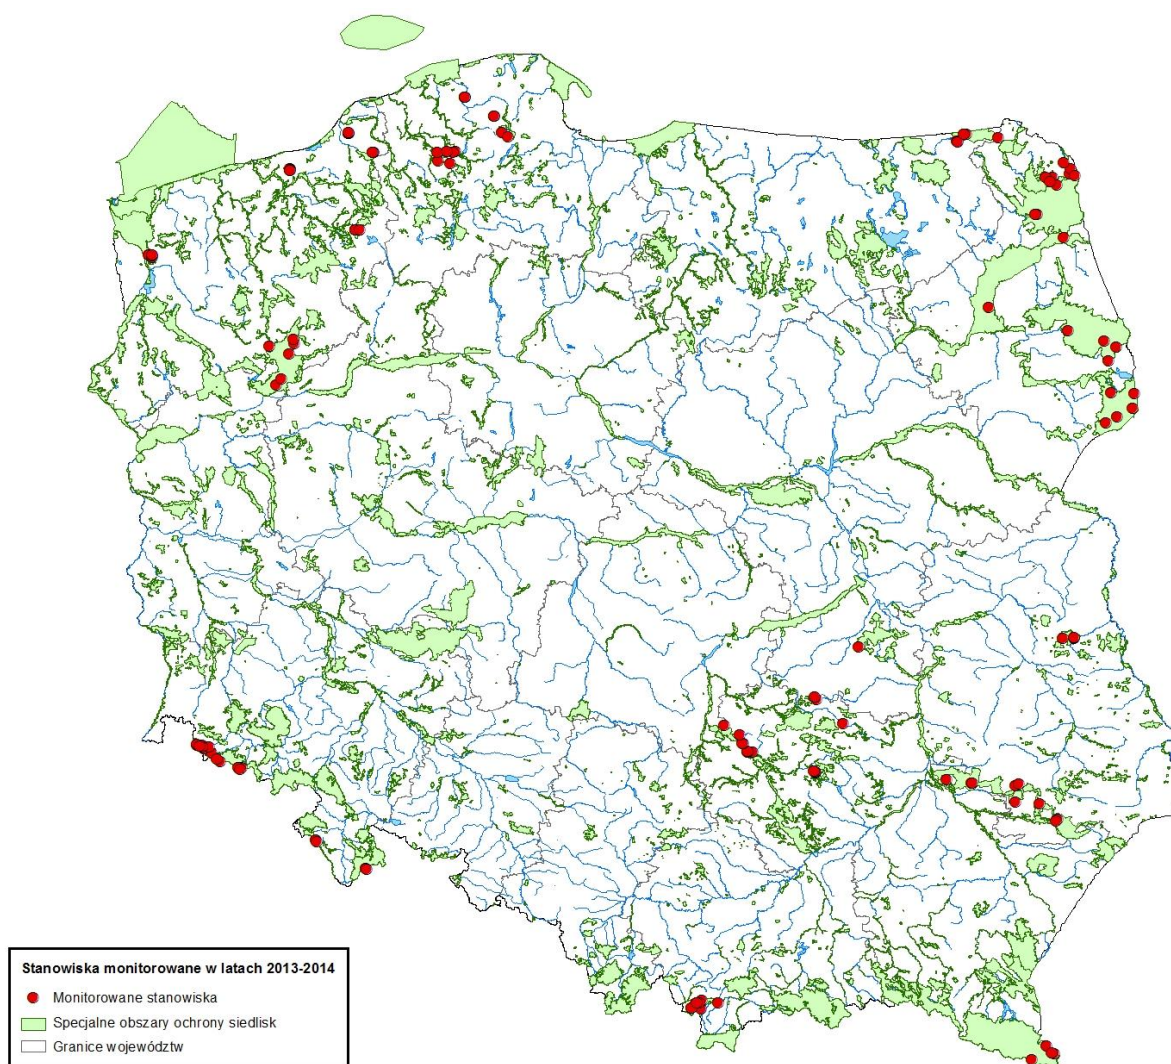 Stanowiska monitorowane w latach 2013-2014
Monitorowane stanowiska
Specjalne obszary ochrony siedlisk
Granice województw